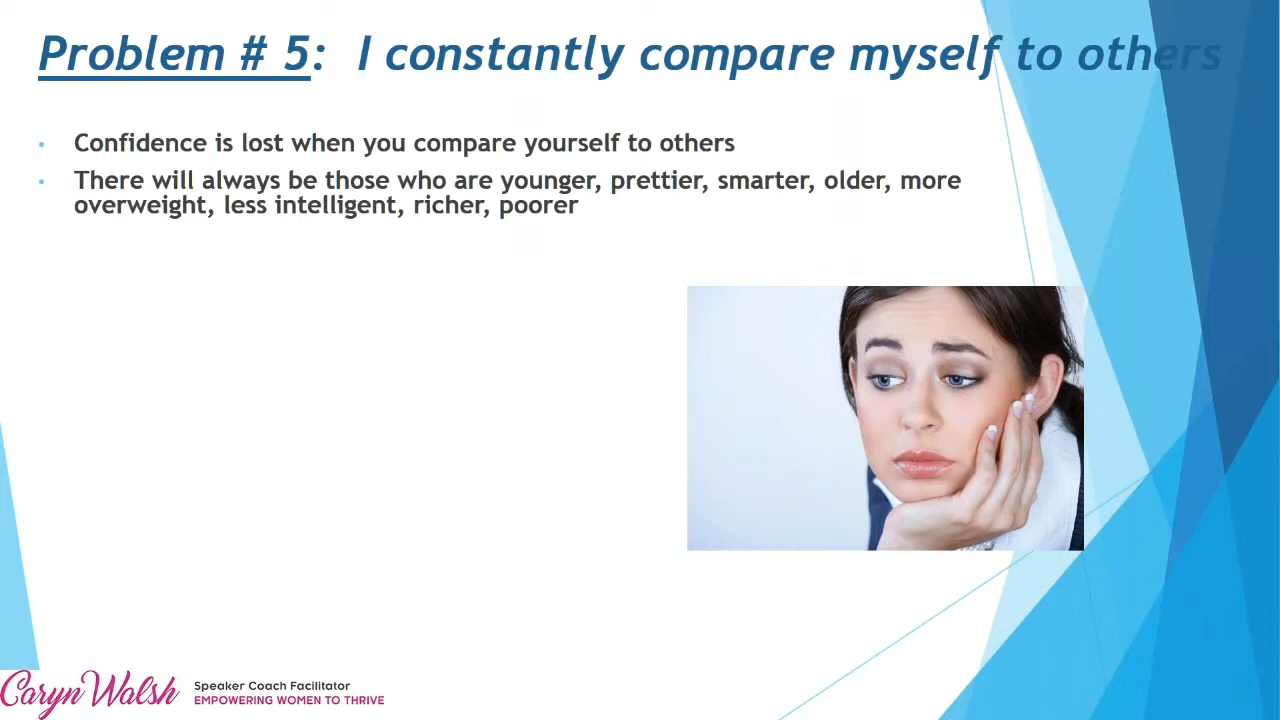 Problem # 5: I constantly compare myself to others
• Confidence is lost when you compare yourself to others
• There will always be those who are younger, prettier, smarter, older, more
overweight, less intelligent, richer, poorer
Caryn Walsh
Speaker Coach Facilitator
EMPOWERING WOMEN TO THRIVE